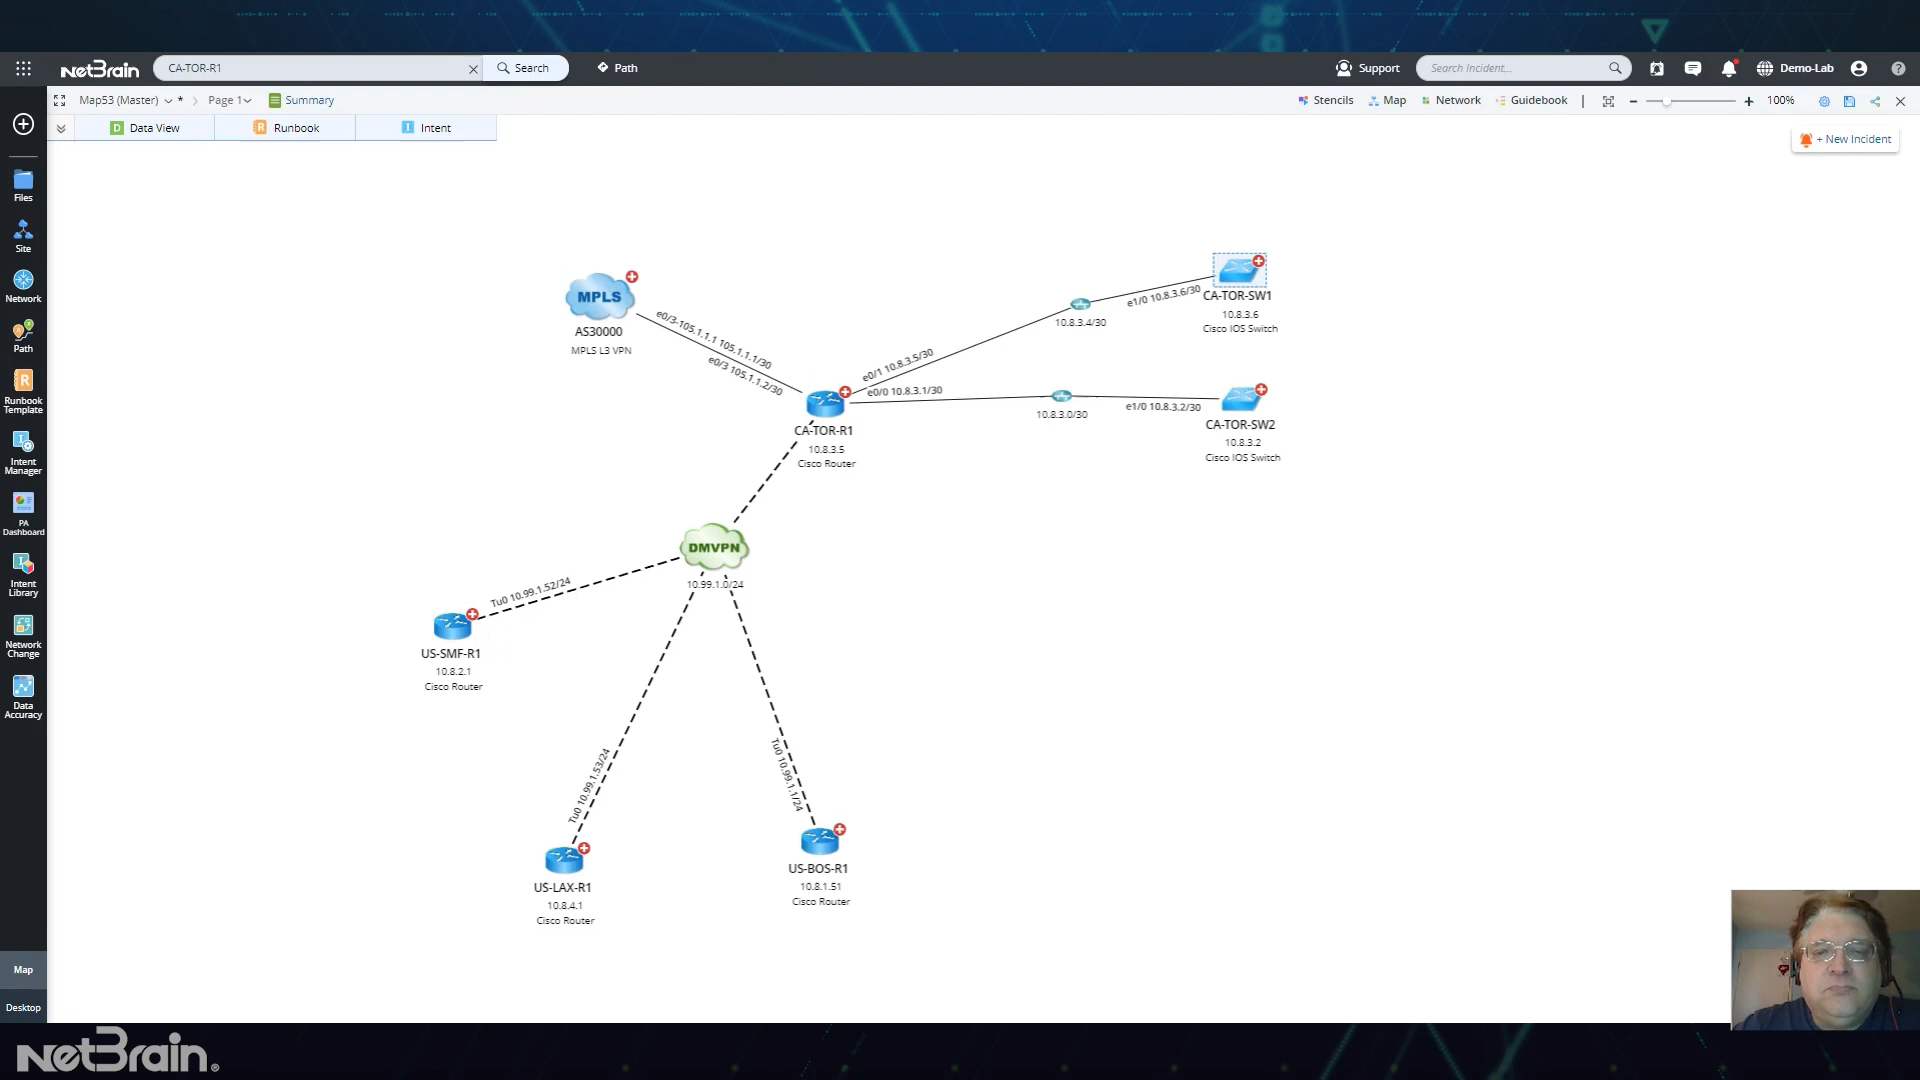 NetBrain
CA-TOR-R1
Search
Path
Support
Search Incident...
Demo-Lab
Map53 (Master)
*
Page 1
Summary
Stencils
Map
Network
Guidebook
100%
D Data View
R Runbook
I Intent
+ New Incident
Files
Site
Network
Path
R
Runbook
Template
Intent
Manager
PA
Dashboard
Intent
Library
Network
Change
Data
Accuracy
Map
Desktop
MPLS
AS30000
MPLS L3 VPN
e0/3-105.1.1.1 105.1.1.1/30
e0/3 105.1.1.2/30
e0/1 10.8.3.5/30
e0/0 10.8.3.1/30
CA-TOR-R1
10.8.3.5
Cisco Router
10.8.3.4/30
e1/0 10.8.3.6/30
CA-TOR-SW1
10.8.3.6
Cisco IOS Switch
10.8.3.0/30
e1/0 10.8.3.2/30
CA-TOR-SW2
10.8.3.2
Cisco IOS Switch
DMVPN
10.99.1.0/24
Tu0 10.99.1.52/24
US-SMF-R1
10.8.2.1
Cisco Router
Tu0 10.99.1.53/24
US-LAX-R1
10.8.4.1
Cisco Router
Tu0 10.99.1.1/24
US-BOS-R1
10.8.1.51
Cisco Router
NetBrain®